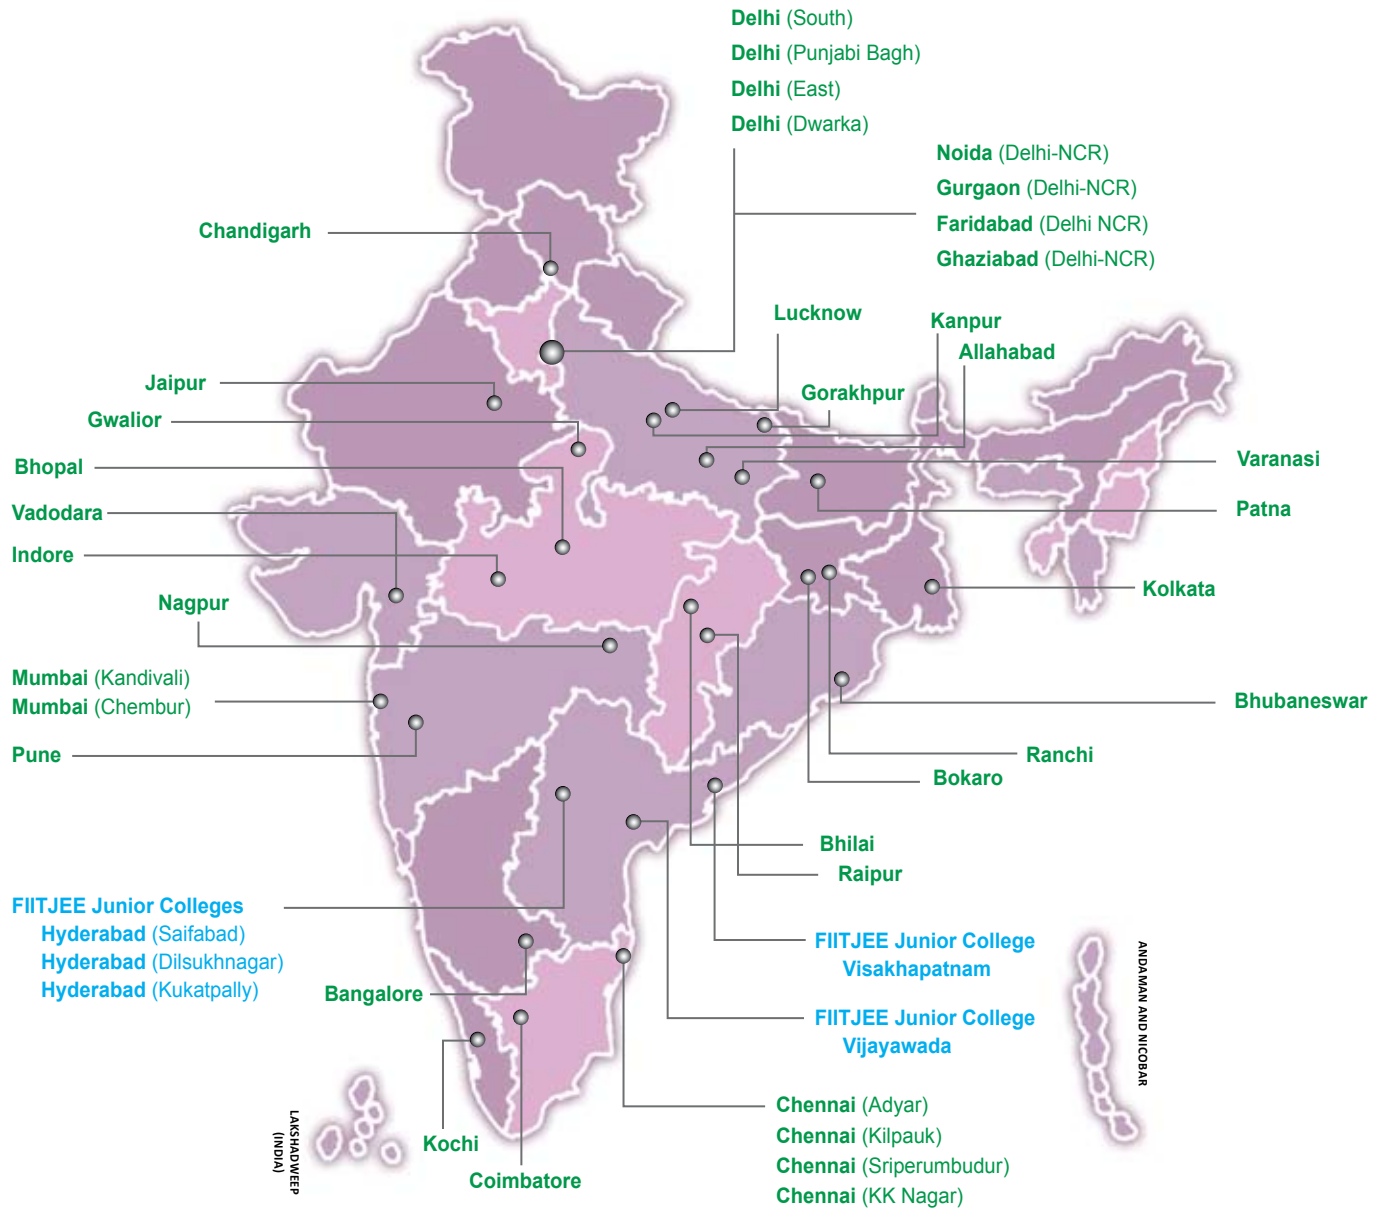 Delhi (South)
Delhi (Punjabi Bagh)
Delhi (East)
Delhi (Dwarka)
Noida (Delhi-NCR)
Gurgaon (Delhi-NCR)
Faridabad (Delhi NCR)
Ghaziabad (Delhi-NCR)
Chandigarh
Lucknow
Kanpur
Allahabad
Jaipur
Gorakhpur
Gwalior
Bhopal
Varanasi
Vadodara
Patna
Indore
Kolkata
Nagpur
Mumbai (Kandivali)
Mumbai (Chembur)
Bhubaneswar
Pune
Ranchi
Bokaro
Bhilai
Raipur
FIITJEE Junior Colleges
Hyderabad (Saifabad)
Hyderabad (Dilsukhnagar)
Hyderabad (Kukatpally)
FIITJEE Junior College
Visakhapatnam
Bangalore
FIITJEE Junior College
Vijayawada
ANDAMAN AND NICOBAR
Chennai (Adyar)
Chennai (Kilpauk)
Chennai (Sriperumbudur)
Chennai (KK Nagar)
LAKSHADWEEP
(INDIA)
Kochi
Coimbatore